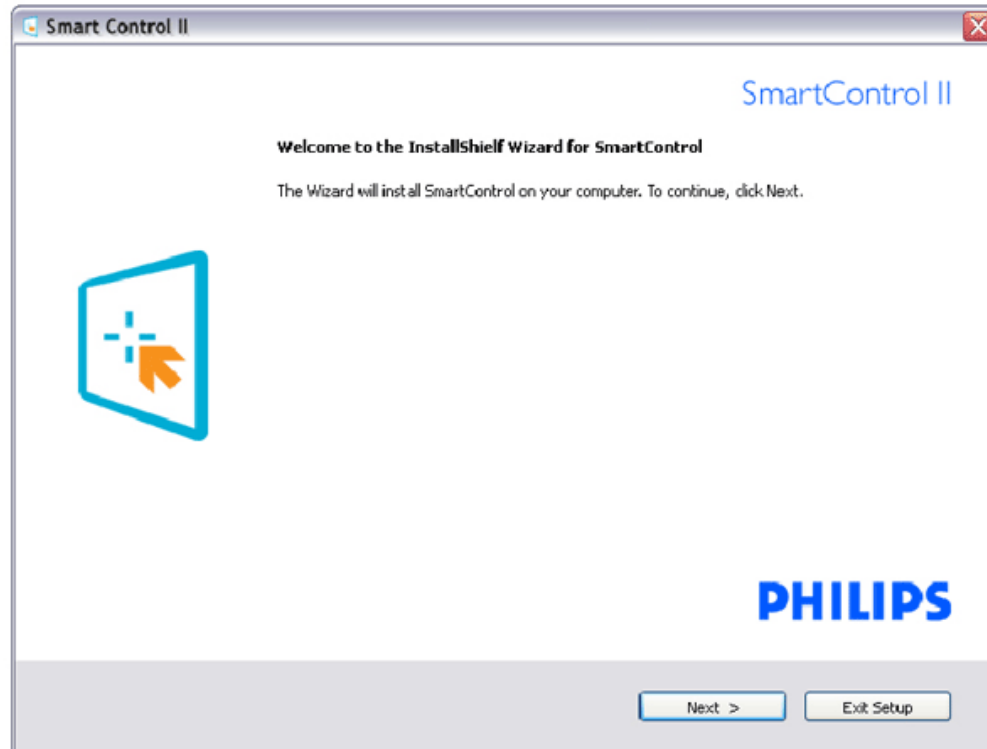 Smart Control II
SmartControl II
Welcome to the InstallShielf Wizard for SmartControl
The Wizard will install SmartControl on your computer. To continue, click Next.
PHILIPS
Next >
Exit Setup